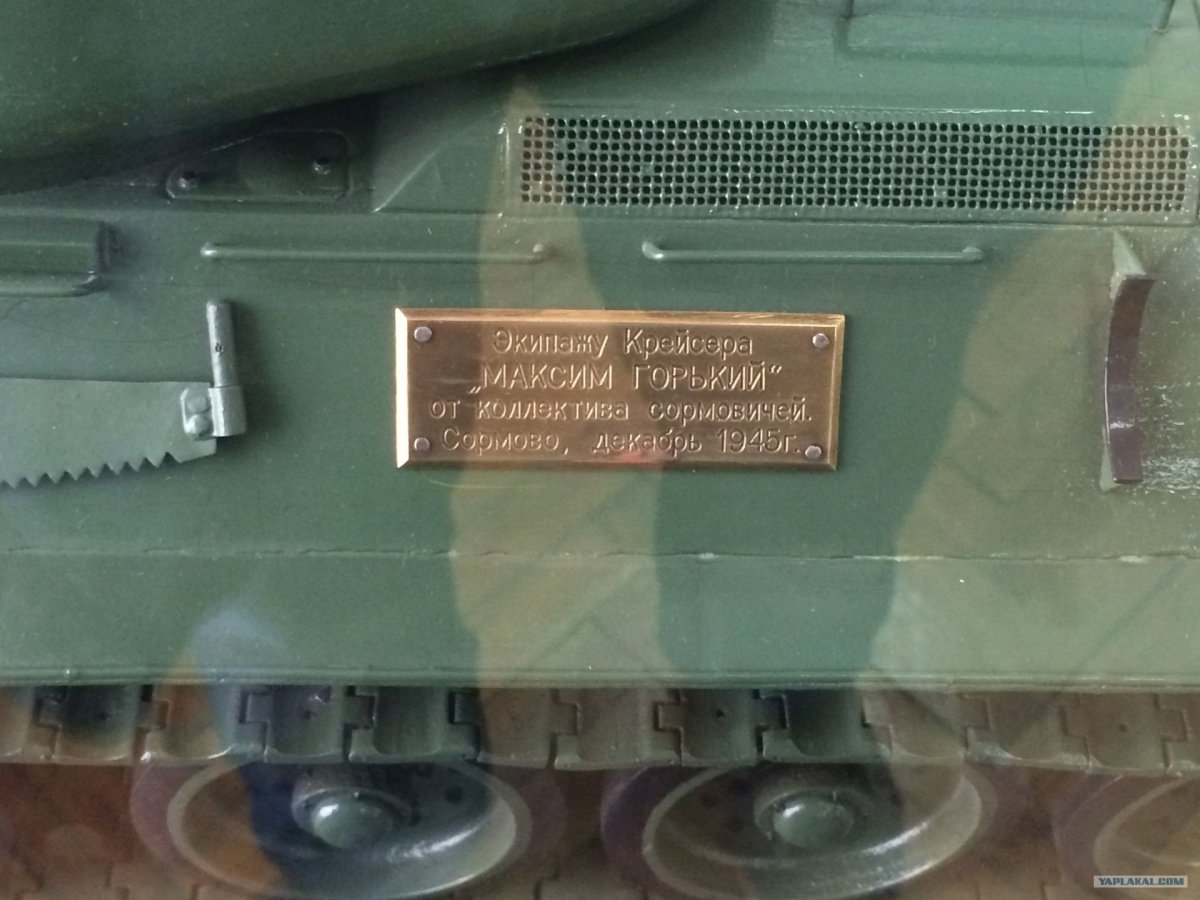 Экипажу Крейсера
„МАКСИМ ГОРЬКИЙ“
от коллектива сормовичей.
Сормово, декабрь 1945г.
YAPLAKAL.COM